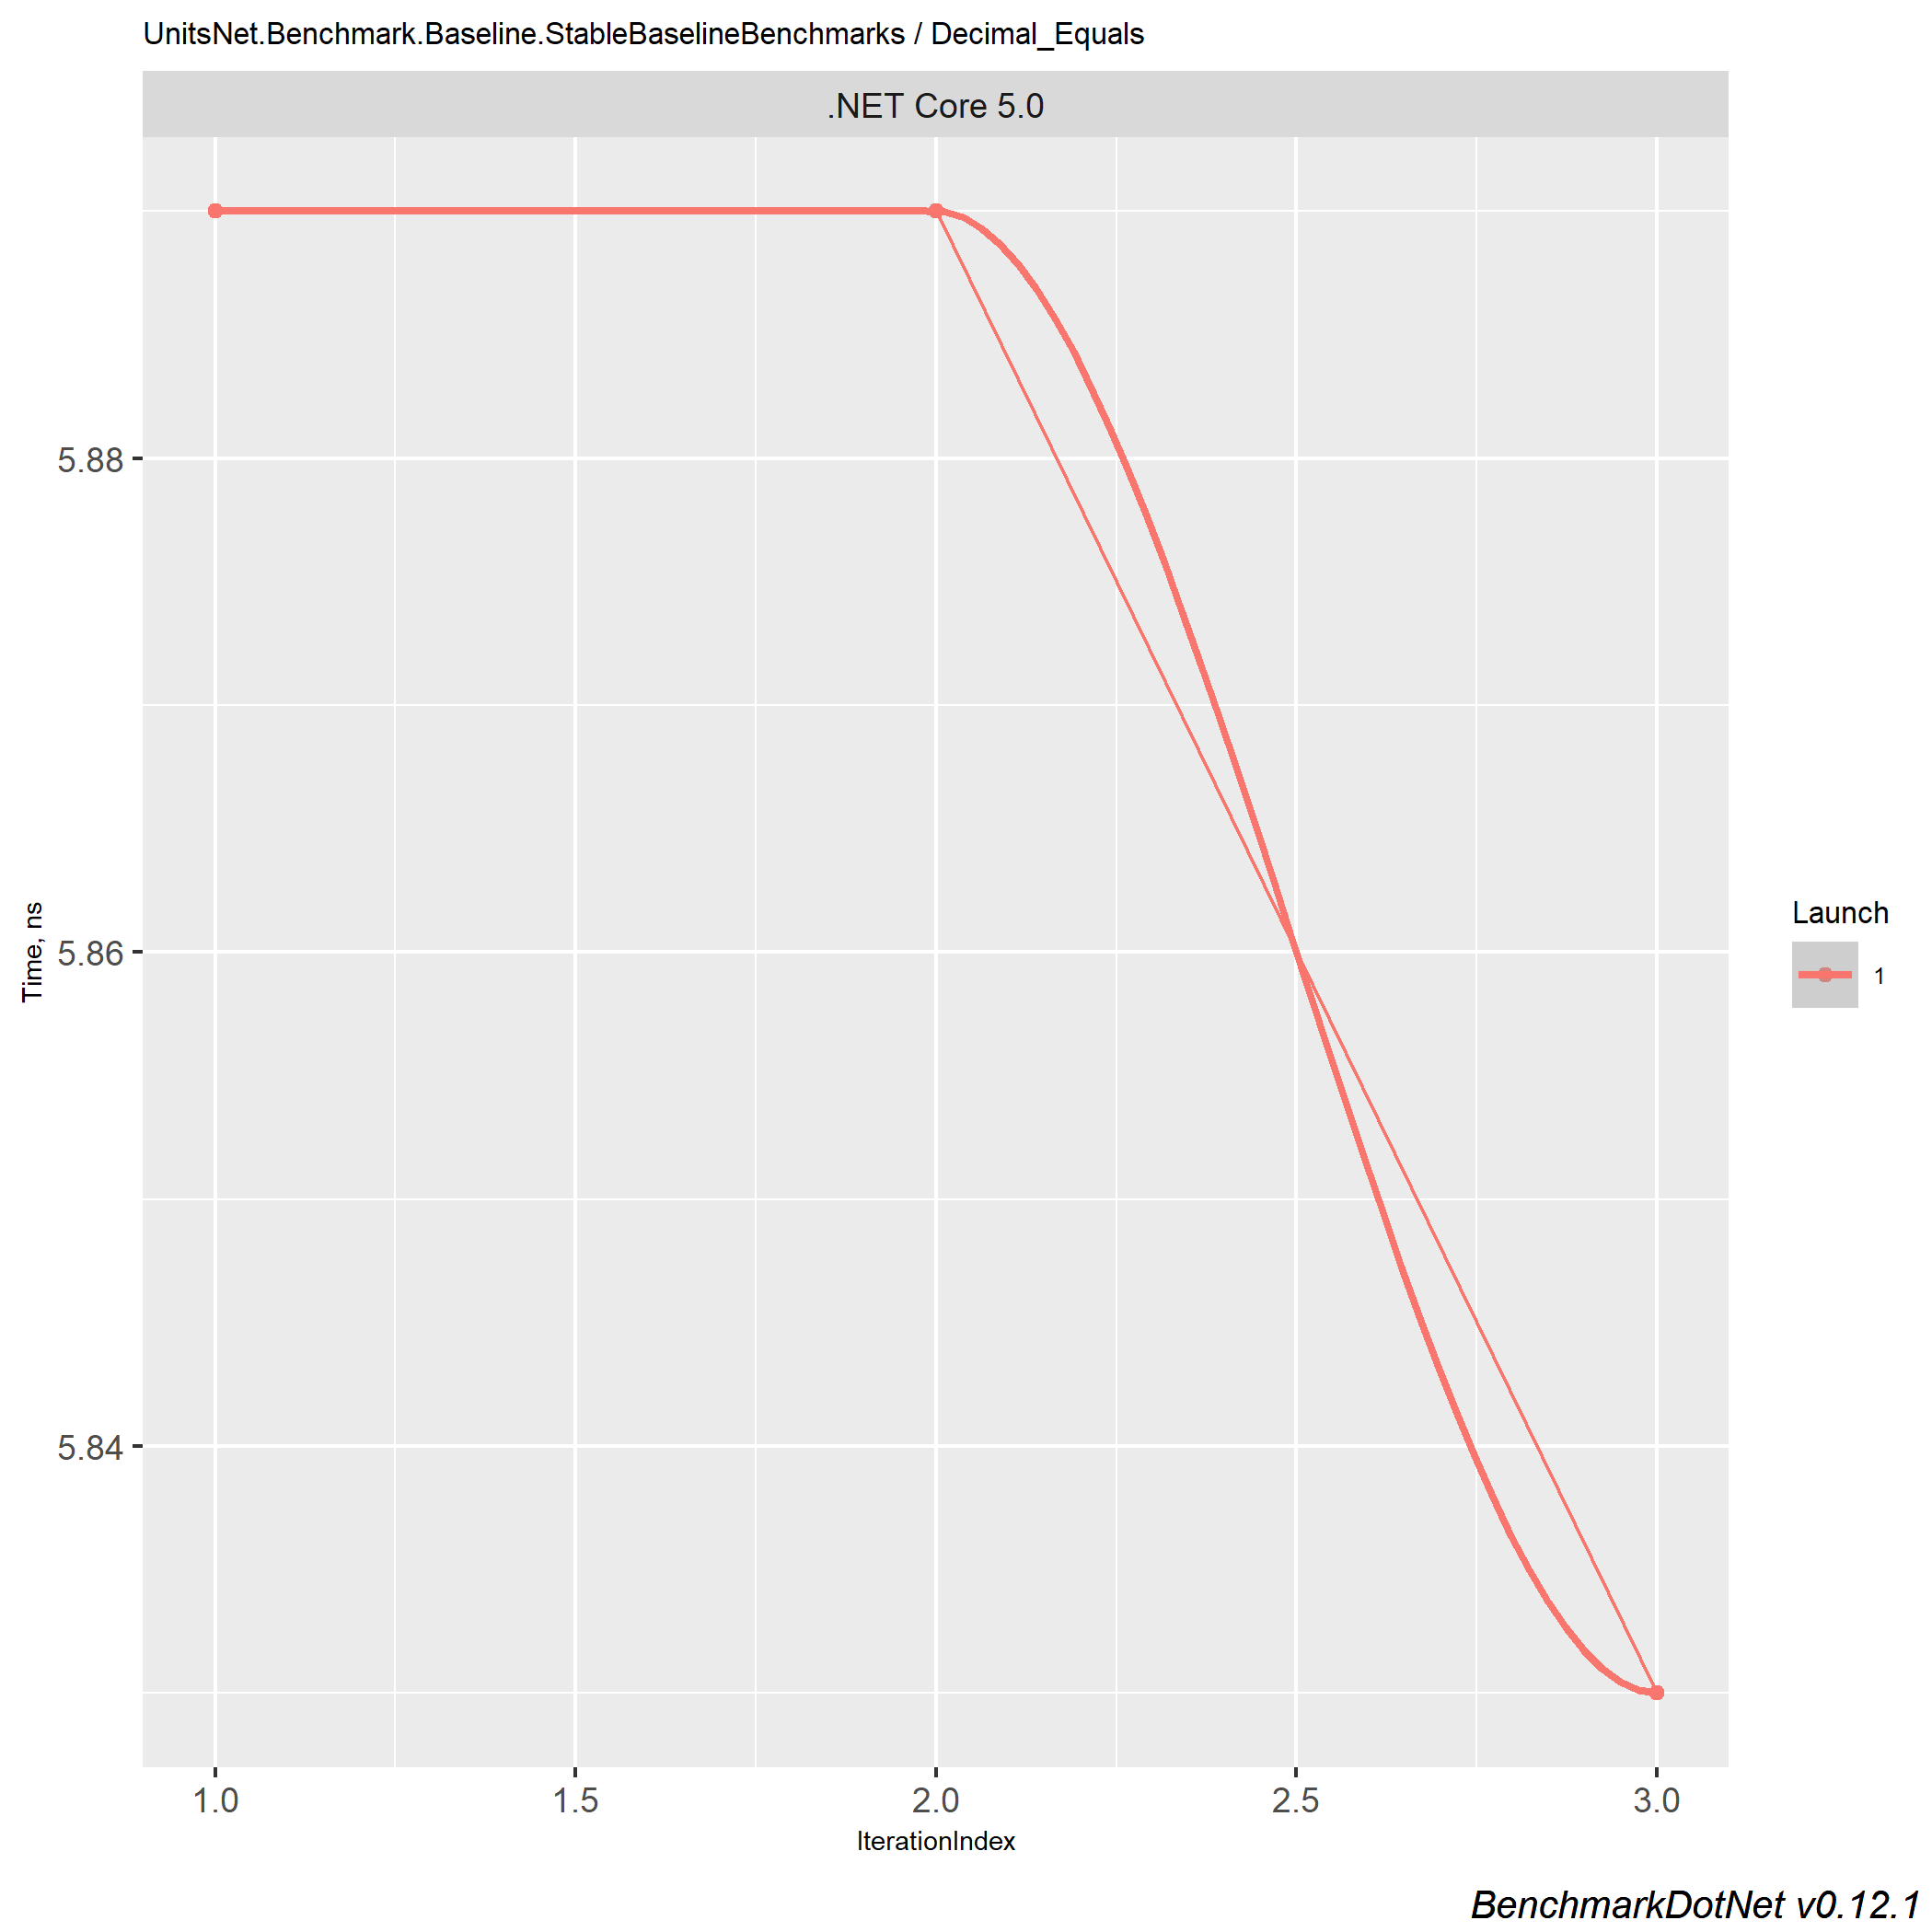 UnitsNet.Benchmark.Baseline.StableBaselineBenchmarks / Decimal_Equals
.NET Core 5.0
5.88
5.86
5.84
Time, ns
1.0 1.5 2.0 2.5 3.0
IterationIndex
Launch
1
BenchmarkDotNet v0.12.1